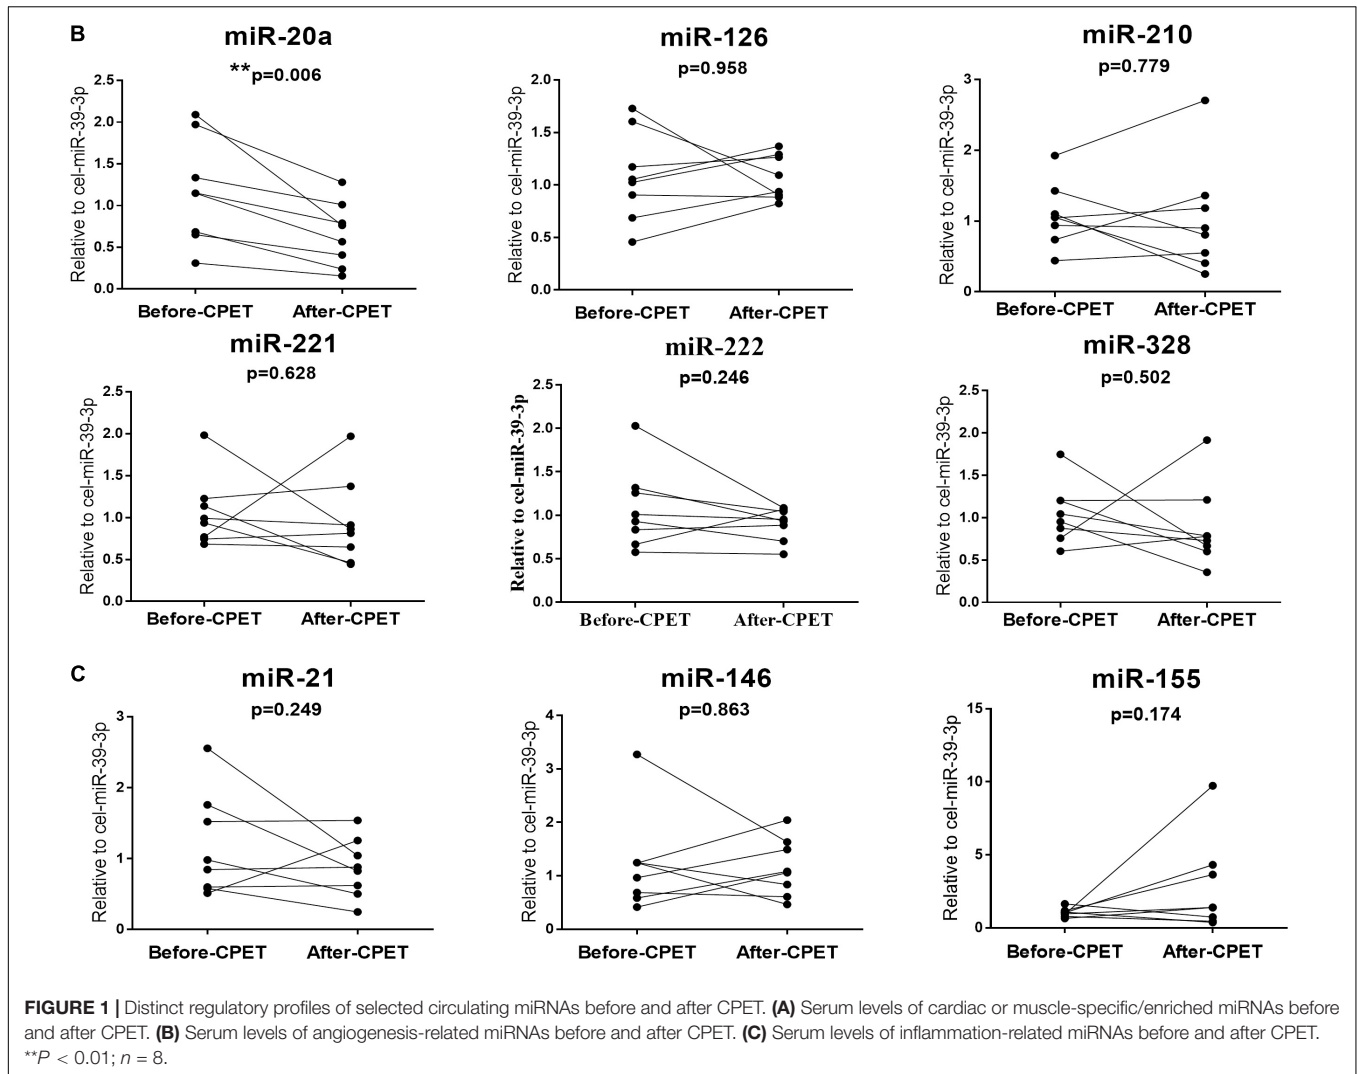 B
miR-20a
**p=0.006
Relative to cel-miR-39-3p
2.5
2.0
1.5
1.0
0.5
0.0
Before-CPET After-CPET
miR-126
p=0.958
Relative to cel-miR-39-3p
2.0
1.5
1.0
0.5
0.0
Before-CPET After-CPET
miR-210
p=0.779
Relative to cel-miR-39-3p
3
2
1
0
Before-CPET After-CPET
miR-221
p=0.628
Relative to cel-miR-39-3p
2.5
2.0
1.5
1.0
0.5
0.0
Before-CPET After-CPET
miR-222
p=0.246
Relative to cel-miR-39-3p
2.5
2.0
1.5
1.0
0.5
0.0
Before-CPET After-CPET
miR-328
p=0.502
Relative to cel-miR-39-3p
2.5
2.0
1.5
1.0
0.5
0.0
Before-CPET After-CPET
C
miR-21
p=0.249
Relative to cel-miR-39-3p
3
2
1
0
Before-CPET After-CPET
miR-146
p=0.863
Relative to cel-miR-39-3p
4
3
2
1
0
Before-CPET After-CPET
miR-155
p=0.174
Relative to cel-miR-39-3p
15
10
5
0
Before-CPET After-CPET
FIGURE 1 | Distinct regulatory profiles of selected circulating miRNAs before and after CPET. (A) Serum levels of cardiac or muscle-specific/enriched miRNAs before
and after CPET. (B) Serum levels of angiogenesis-related miRNAs before and after CPET. (C) Serum levels of inflammation-related miRNAs before and after CPET.
**P < 0.01; n = 8.